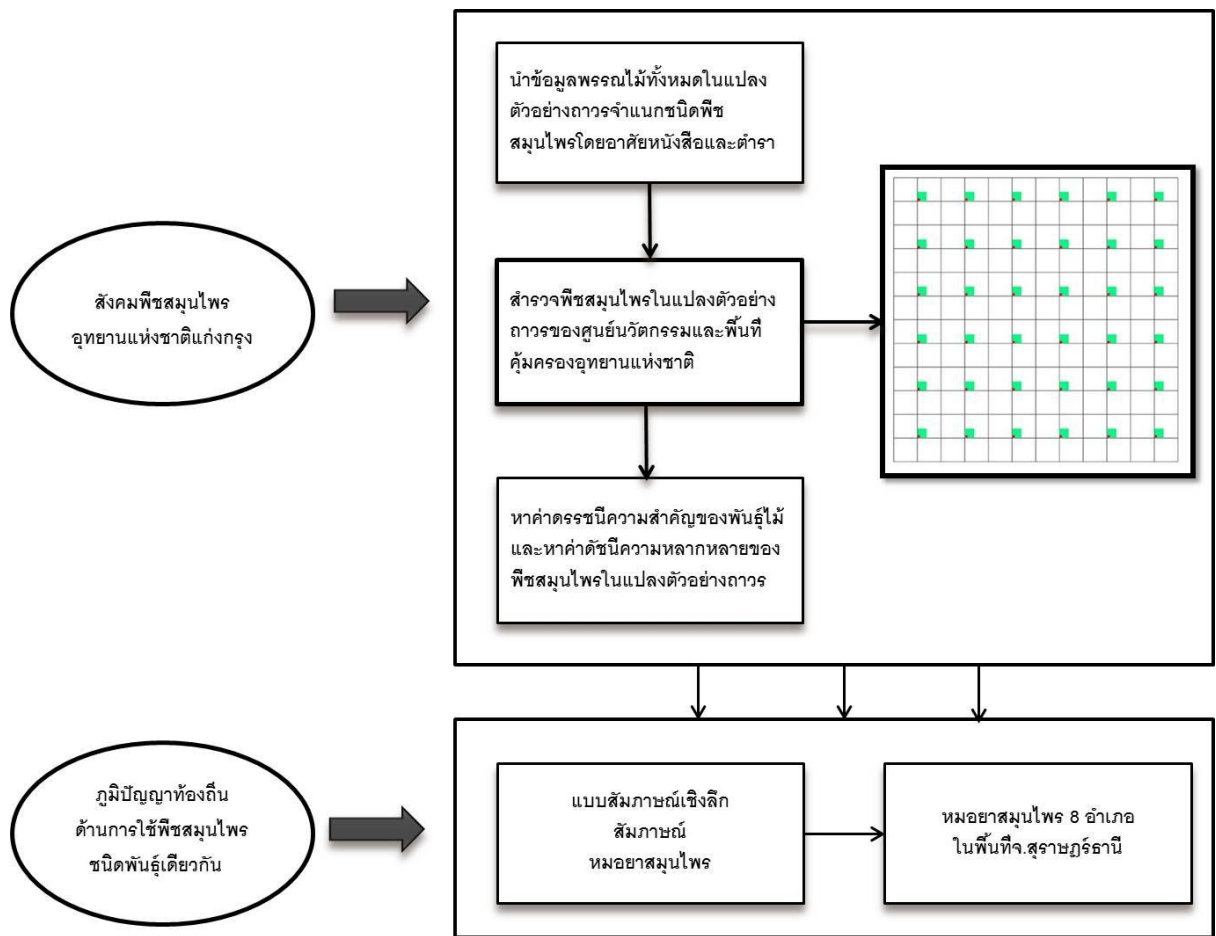 นำข้อมูลพรรณไม้ทั้งหมดในแปลง
ตัวอย่างถาวรจำแนกชนิดพืช
สมุนไพรโดยอาศัยหนังสือและตำรา
สังคมพืชสมุนไพร
อุทยานแห่งชาติแก่งกรุง
สำรวจพืชสมุนไพรในแปลงตัวอย่าง
ถาวรของศูนย์นวัตกรรมและพื้นที่
คุ้มครองอุทยานแห่งชาติ
หาค่าดรรชนีความสำคัญของพันธุ์ไม้
และหาค่าดัชนีความหลากหลายของ
พืชสมุนไพรในแปลงตัวอย่างถาวร
ภูมิปัญญาท้องถิ่น
ด้านการใช้พืชสมุนไพร
ชนิดพันธุ์เดียวกัน
แบบสัมภาษณ์เชิงลึก
สัมภาษณ์
หมอยาสมุนไพร
หมอยาสมุนไพร 8 อำเภอ
ในพื้นที่จ.สุราษฎร์ธานี